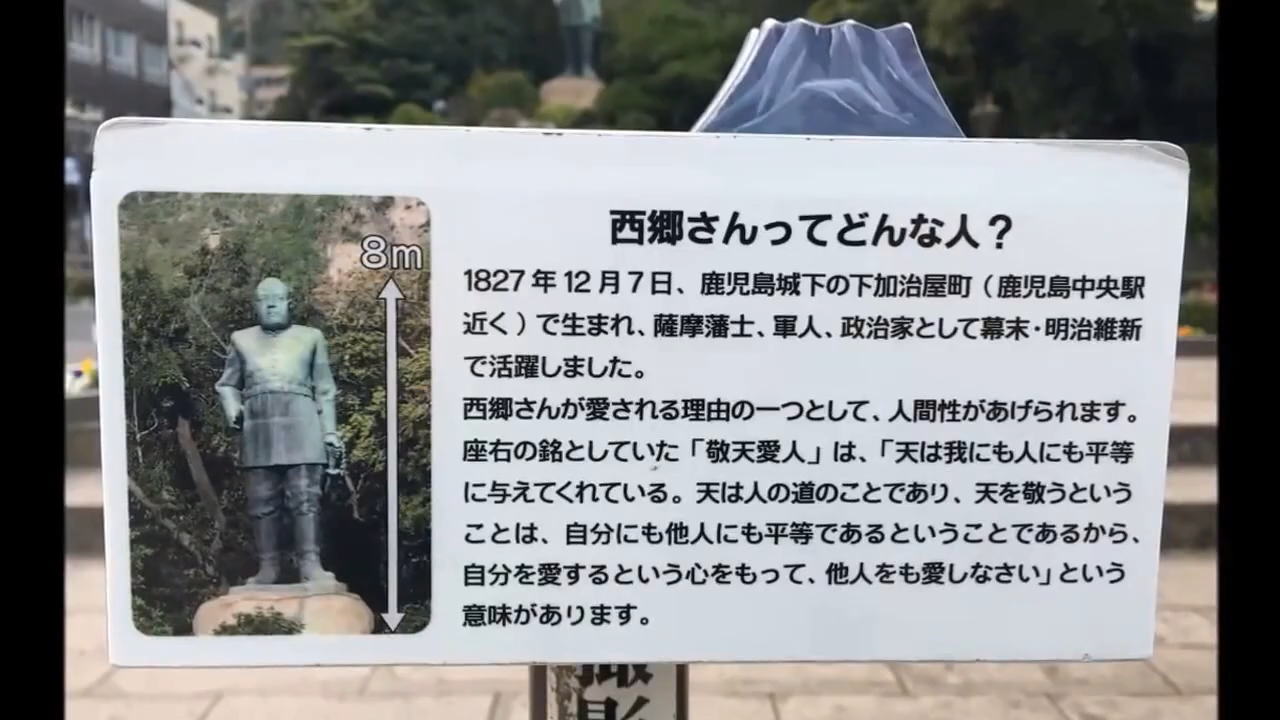 8m
西郷さんってどんな人？
1827年12月7日、鹿児島城下の下加治屋町（鹿児島中央駅
近く）で生まれ、薩摩藩士、軍人、政治家として幕末・明治維新
で活躍しました。
西郷さんが愛される理由の一つとして、人間性があげられます。
座右の銘としていた「敬天愛人」は、「天は我にも人にも平等
に与えてくれている。天は人の道のことであり、天を敬うという
ことは、自分にも他人にも平等であるということであるから、
自分を愛するという心をもって、他人をも愛しなさい」という
意味があります。
撮影